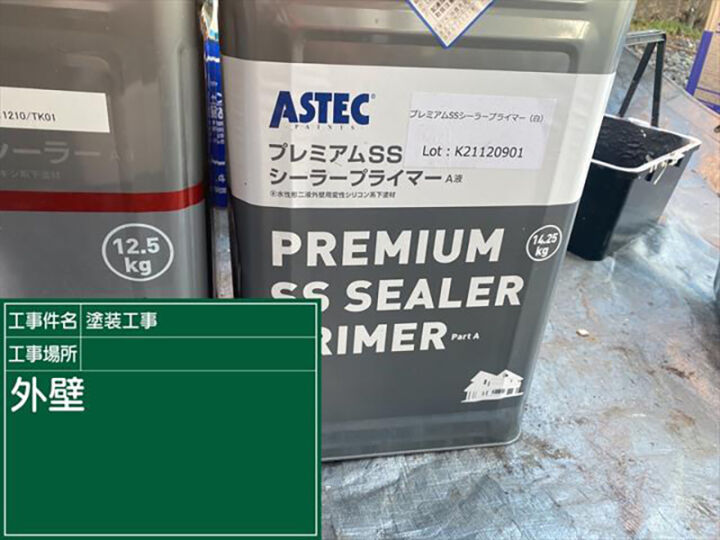 1210/TK01
シーラー A
12.5
kg
ASTEC
PAINTS
プレミアムSS
シーラープライマー A液
水性形二液外壁用変性シリコン系下塗材
プレミアムSSシーラープライマー（白）
Lot : K21120901
PREMIUM
SS SEALER
RIMER Part A
14.25
kg
工事件名 塗装工事
工事場所
外壁